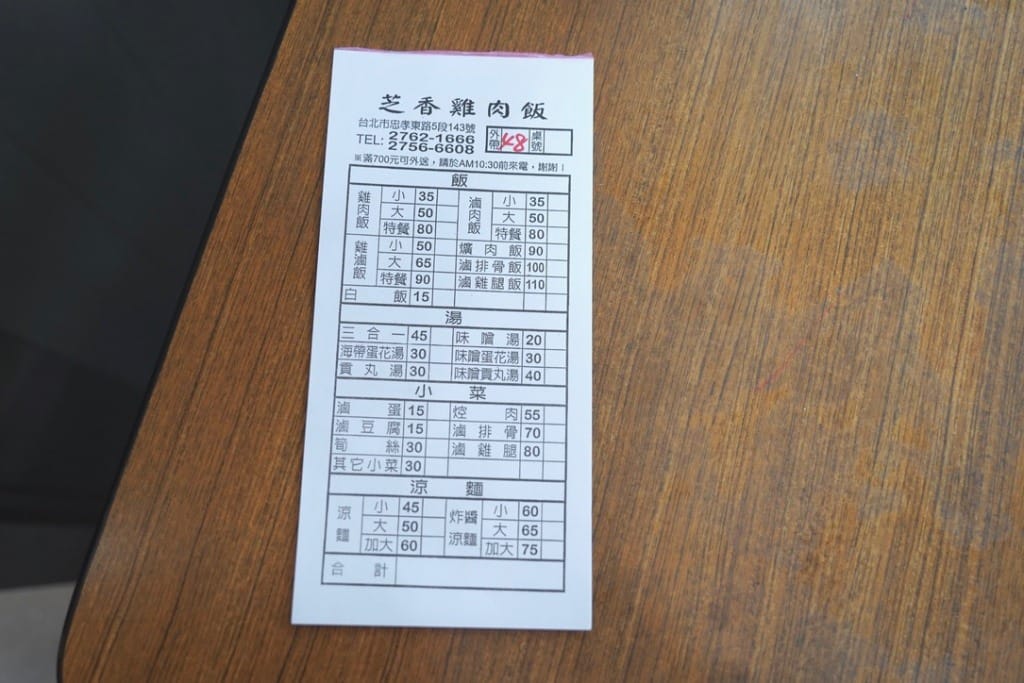 芝香雞肉飯
台北市忠孝東路5段143號
TEL: 2762-1666
2756-6608
外帶 48 桌號
※滿700元可外送，請於AM10:30前來電，謝謝！
飯
雞肉飯 小 35 滷肉飯 小 35
大 50 大 50
特餐 80 特餐 80
雞滷飯 小 50 爌肉飯 90
大 65 滷排骨飯 100
特餐 90 滷雞腿飯 110
白飯 15
湯
三合一 45 味噌湯 20
海帶蛋花湯 30 味噌蛋花湯 30
貢丸湯 30 味噌貢丸湯 40
小菜
滷蛋 15 焢肉 55
滷豆腐 15 滷排骨 70
筍絲 30 滷雞腿 80
其它小菜 30
涼麵
涼麵 小 45 炸醬涼麵 小 60
大 50 大 65
加大 60 加大 75
合計